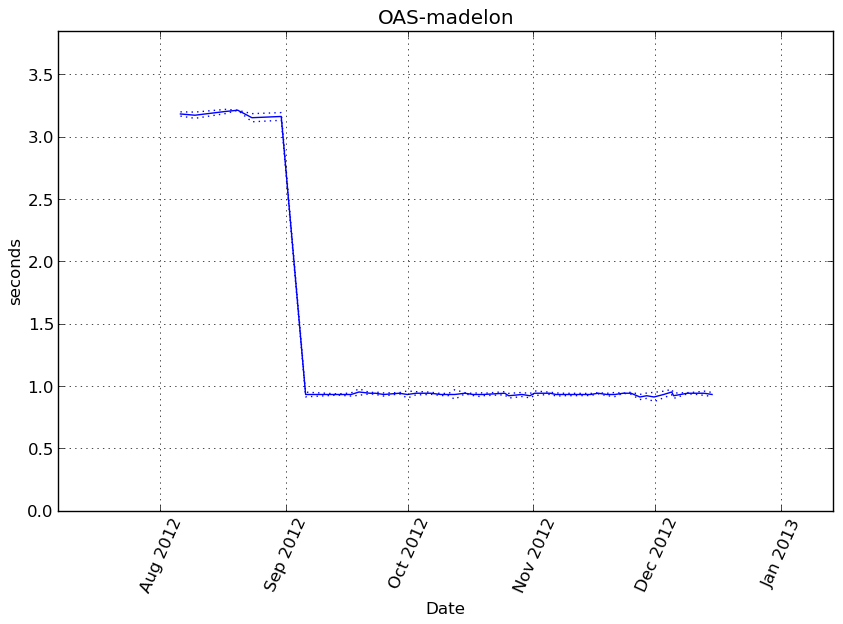 OAS-madelon
3.5
3.0
2.5
2.0
1.5
1.0
0.5
0.0
seconds
Aug 2012
Sep 2012
Oct 2012
Nov 2012
Dec 2012
Jan 2013
Date